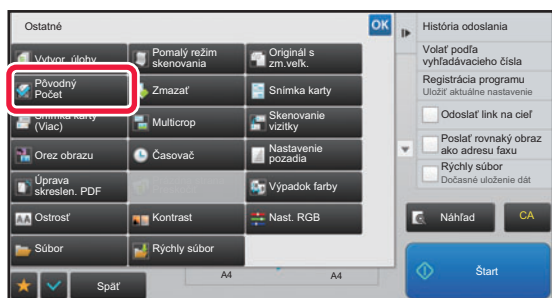 Ostatné
OK
Vytvor. úlohy
Pomalý režim
skenovania
Originál s
zm.veľk.
Pôvodný
Počet
Zmazať
Snímka karty
Snímka karty
(Viac)
Multicrop
Skenovanie
vizitky
Orez obrazu
Časovač
Nastavenie
pozadia
Úprava
skreslen. PDF
Výpadok farby
Ostrosť
Kontrast
Nast. RGB
Súbor
Rýchly súbor
Späť
A4
A4
História odoslania
Volať podľa
vyhľadávacieho čísla
Registrácia programu
Uložiť aktuálne nastavenie
Odoslať link na cieľ
Poslať rovnaký obraz
ako adresu faxu
Rýchly súbor
Dočasné uloženie dát
Náhľad
CA
Štart